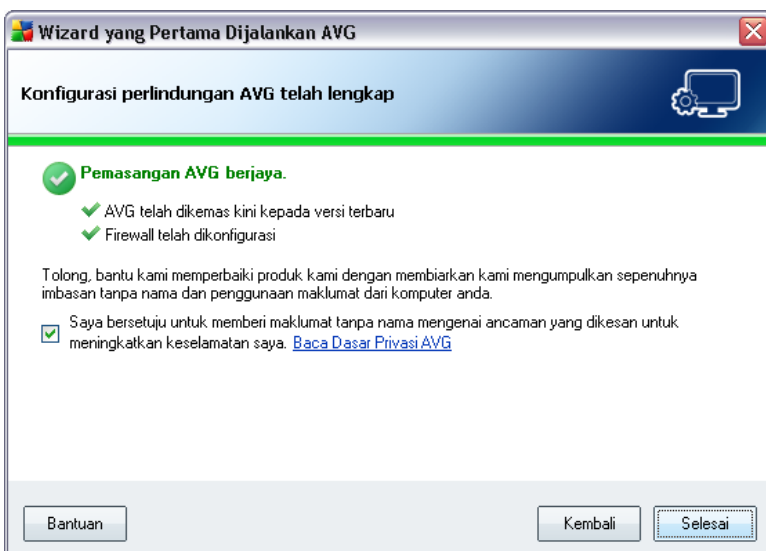 Wizard yang Pertama Dijalankan AVG
Konfigurasi perlindungan AVG telah lengkap
Pemasangan AVG berjaya.
AVG telah dikemas kini kepada versi terbaru
Firewall telah dikonfigurasi
Tolong, bantu kami memperbaiki produk kami dengan membiarkan kami mengumpulkan sepenuhnya
imbasan tanpa nama dan penggunaan maklumat dari komputer anda.
Saya bersetuju untuk memberi maklumat tanpa nama mengenai ancaman yang dikesan untuk
meningkatkan keselamatan saya. Baca Dasar Privasi AVG
Bantuan
Kembali
Selesai